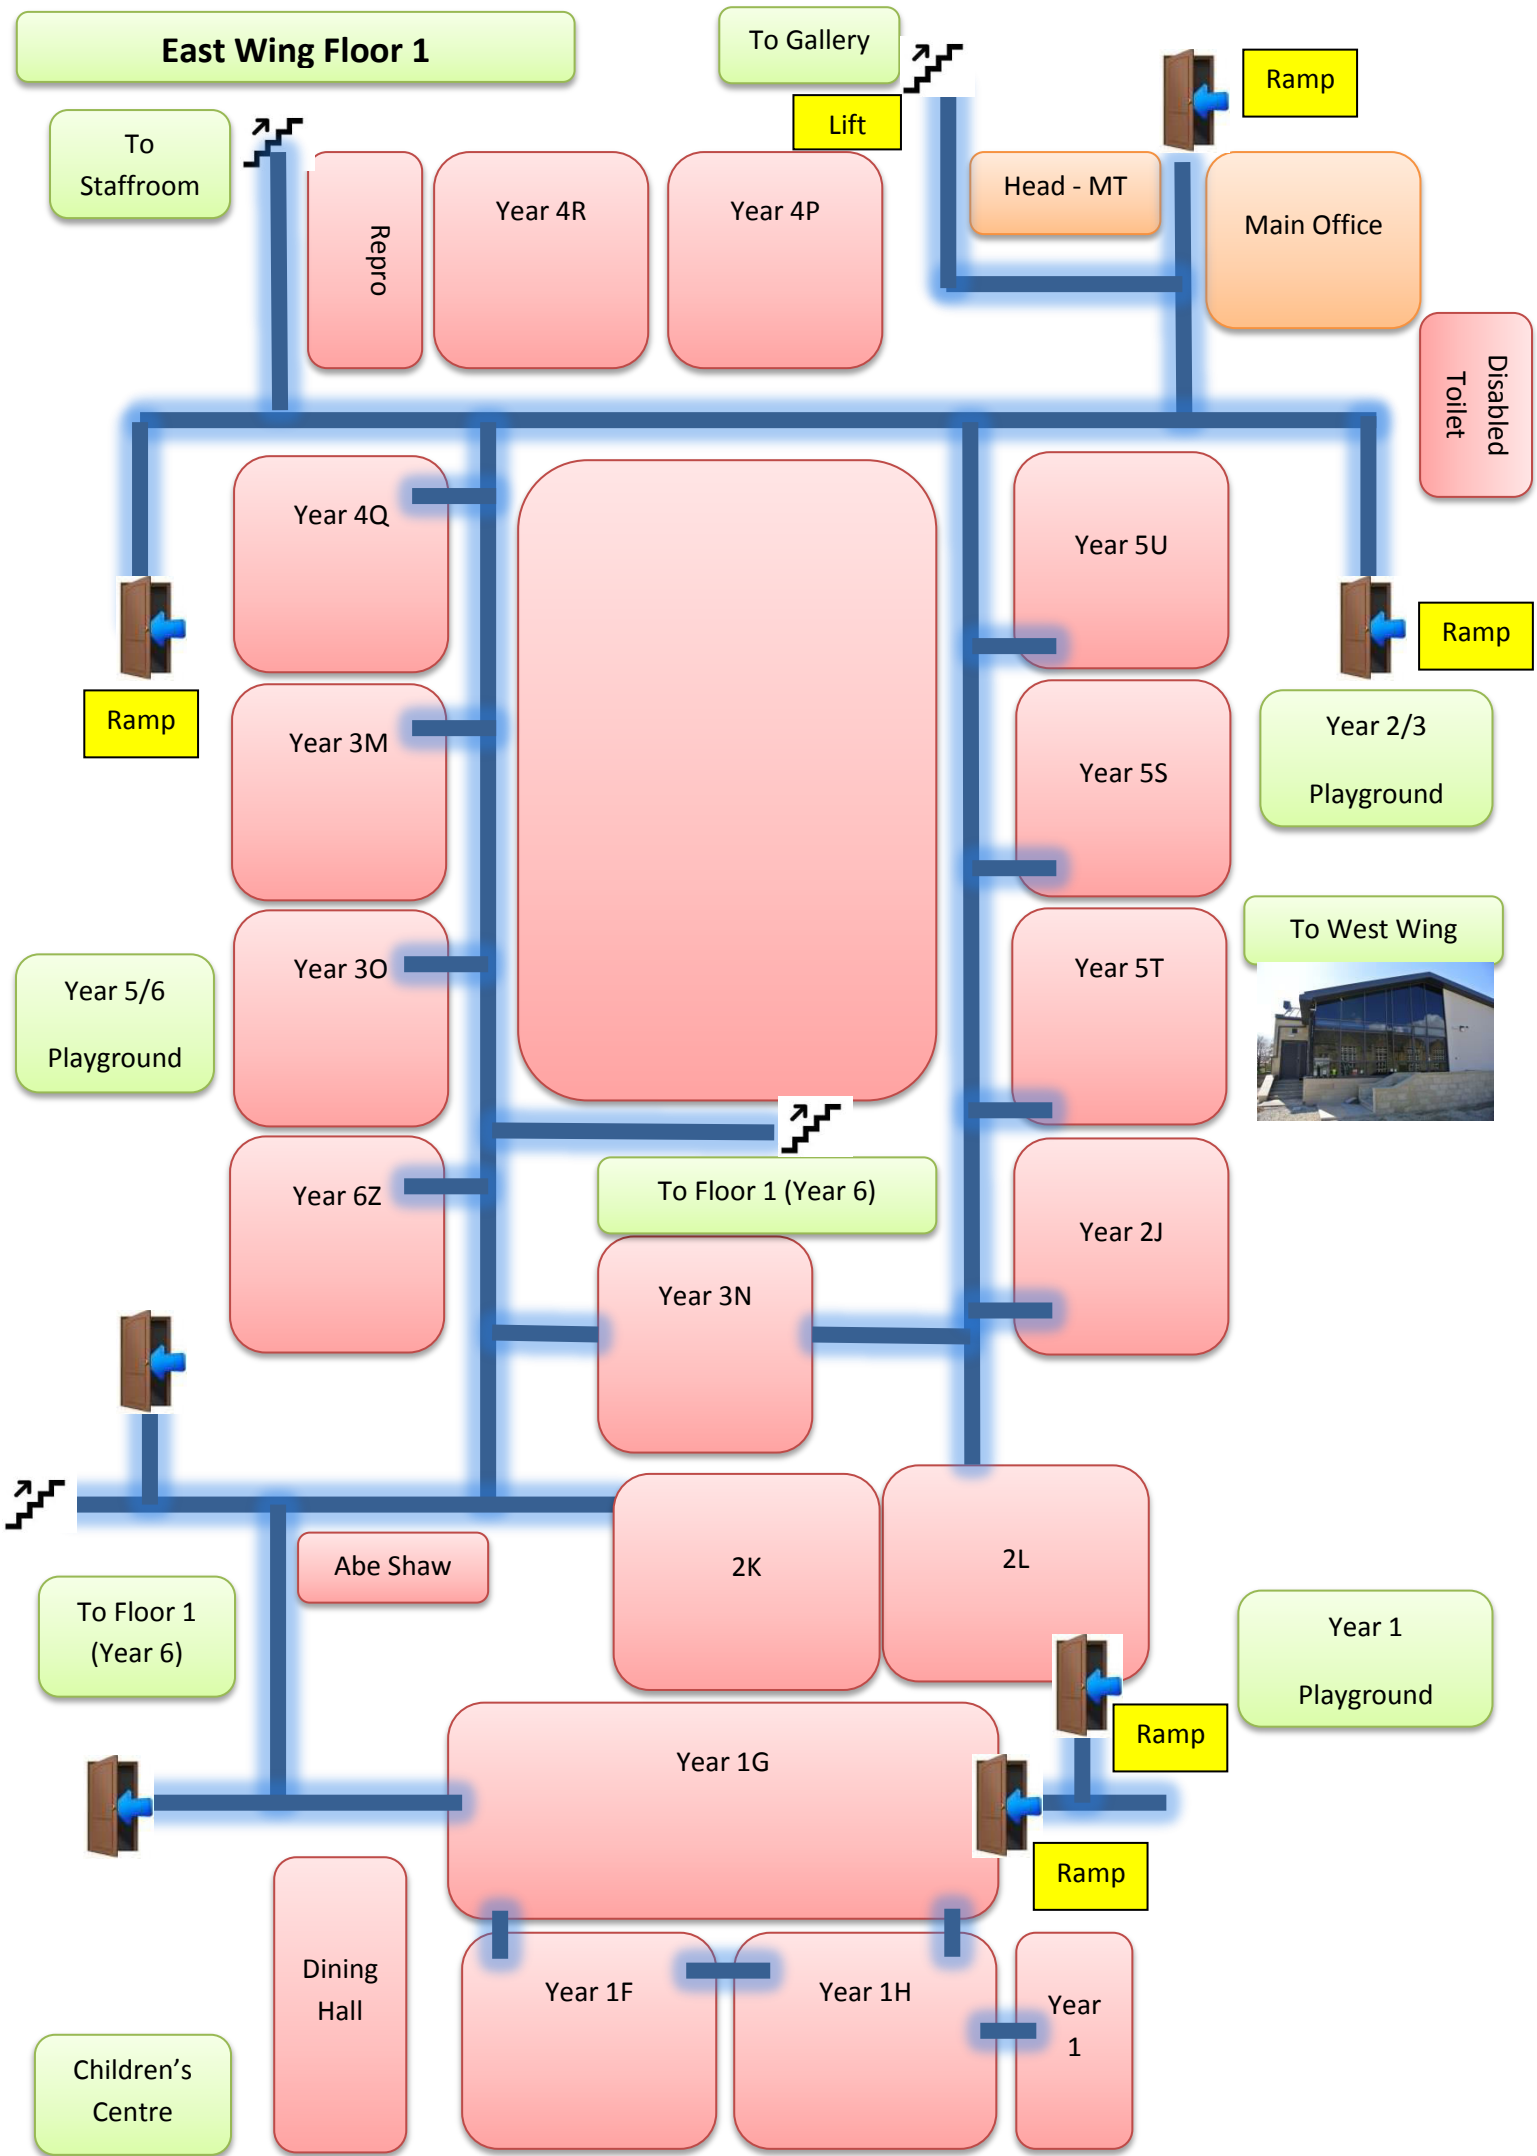 East Wing Floor 1
To Gallery
Ramp
Lift
To
Staffroom
Repro
Year 4R
Year 4P
Head - MT
Main Office
Disabled
Toilet
Year 4Q
Year 5U
Ramp
Ramp
Year 3M
Year 5S
Year 2/3
Playground
To West Wing
Year 5/6
Playground
Year 3O
Year 5T
Year 6Z
To Floor 1 (Year 6)
Year 2J
Year 3N
Abe Shaw
2K
2L
To Floor 1
(Year 6)
Year 1
Playground
Ramp
Year 1G
Ramp
Dining
Hall
Year 1F
Year 1H
Year
1
Children's
Centre